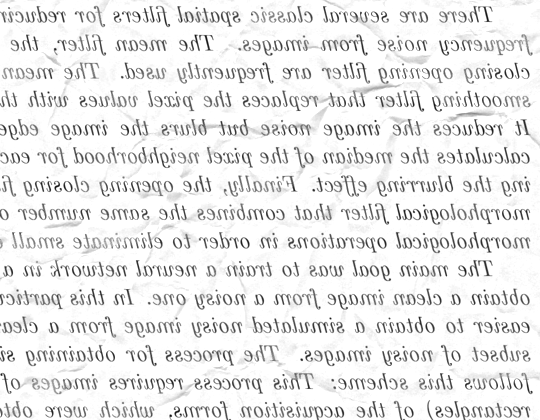 There are several classic spatial filters for reducin
frequency noise from images. The mean filter, the
closing opening filter are frequently used. The mean
smoothing filter that replaces the pixel values with th
It reduces the image noise but blurs the image edge
calculates the median of the pixel neighborhood for eac
ing the blurring effect. Finally, the opening closing fi
morphological filter that combines the same number o
morphological operations in order to eliminate small
The main goal was to train a neural network in a
obtain a clean image from a noisy one. In this particu
easier to obtain a simulated noisy image from a clea
subset of noisy images. The process for obtaining si
follows this scheme: This process requires images of
rectangles) of the acquisition forms, which were obt